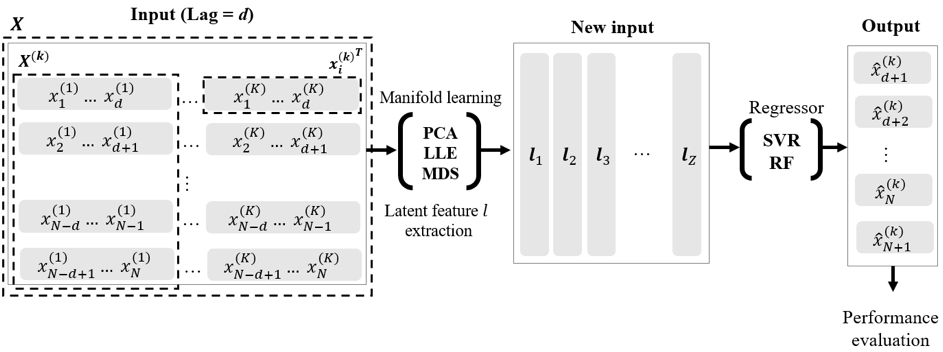 Input (Lag = d)
X
X^(k)
x_i^(k)^T
x_1^(1) ... x_d^(1) ... x_1^(K) ... x_d^(K)
x_2^(1) ... x_{d+1}^(1) ... x_2^(K) ... x_{d+1}^(K)
⋮
x_{N-d}^(1) ... x_{N-1}^(1) ... x_{N-d}^(K) ... x_{N-1}^(K)
x_{N-d+1}^(1) ... x_N^(1) ... x_{N-d+1}^(K) ... x_N^(K)
Manifold learning
PCA
LLE
MDS
Latent feature l
extraction
New input
l_1 l_2 l_3 ... l_Z
Regressor
SVR
RF
Output
x̂_{d+1}^(k)
x̂_{d+2}^(k)
⋮
x̂_N^(k)
x̂_{N+1}^(k)
Performance
evaluation